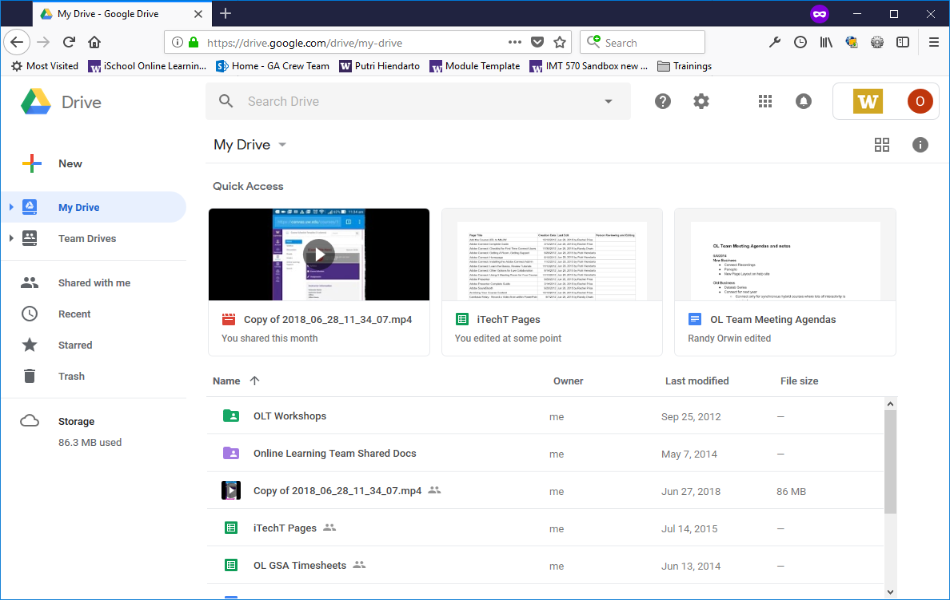 My Drive - Google Drive
https://drive.google.com/drive/my-drive
Search
Most Visited
iSchool Online Learnin...
Home - GA Crew Team
Putri Hiendarto
Module Template
IMT 570 Sandbox new ...
Trainings
Drive
Search Drive
W
O
New
My Drive
Quick Access
My Drive
Team Drives
Shared with me
Recent
Starred
Trash
Storage
86.3 MB used
Page Title
OL Team Meeting Agendas and notes
New Business
Old Business
Copy of 2018_06_28_11_34_07.mp4
You shared this month
iTechT Pages
You edited at some point
OL Team Meeting Agendas
Randy Orwin edited
Name Owner Last modified File size
OLT Workshops me Sep 25, 2012 —
Online Learning Team Shared Docs me May 7, 2014 —
Copy of 2018_06_28_11_34_07.mp4 me Jun 27, 2018 86 MB
iTechT Pages me Jul 14, 2015 —
OL GSA Timesheets me Jun 13, 2014 —